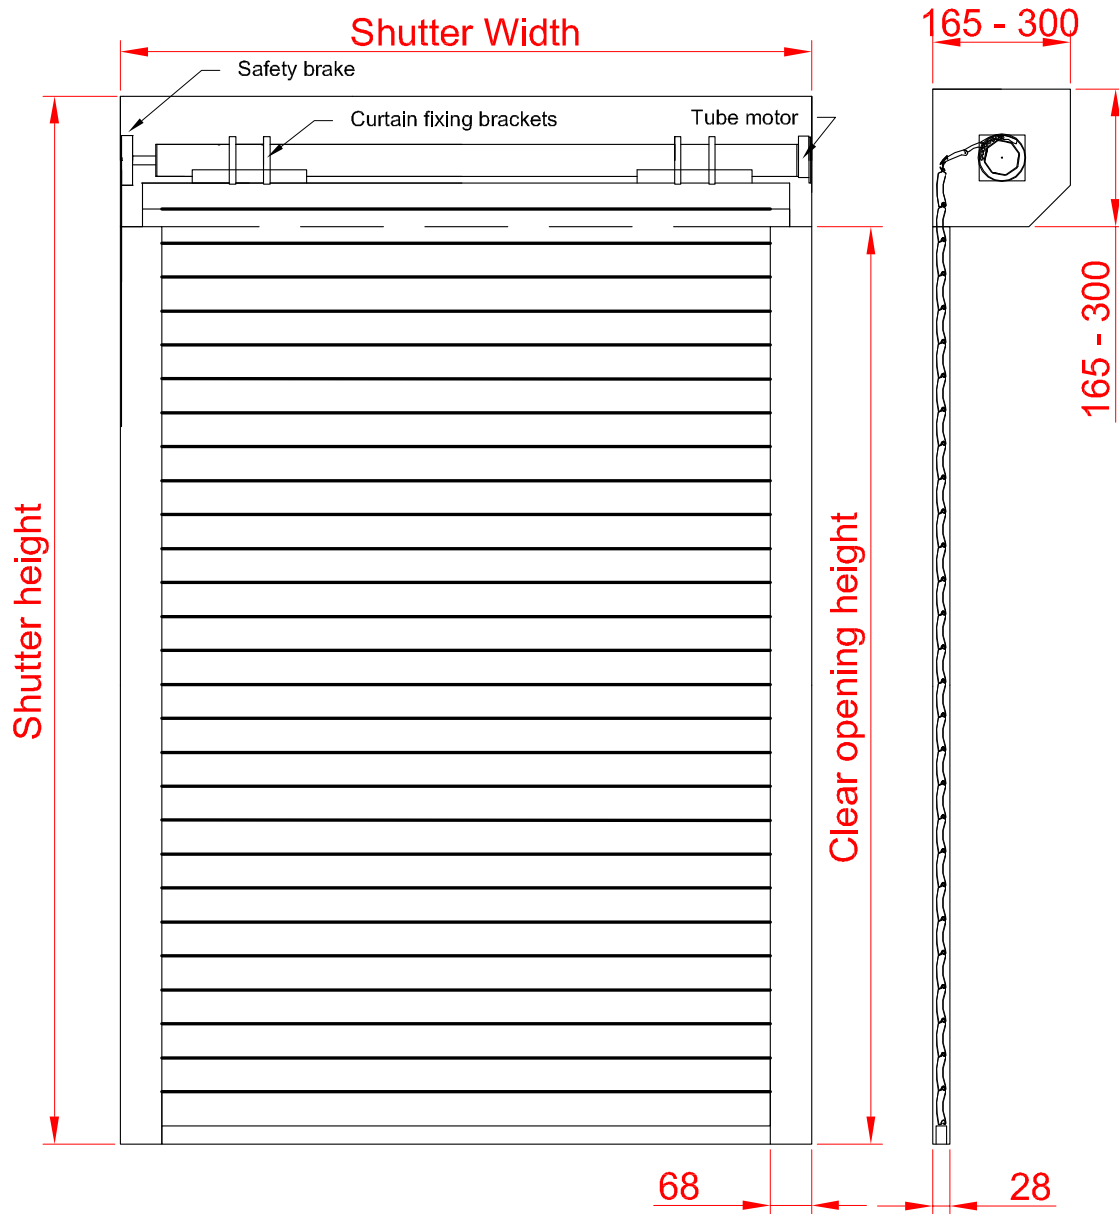 Shutter Width
165 - 300
Safety brake
Curtain fixing brackets
Tube motor
165 - 300
Shutter height
Clear opening height
68
28